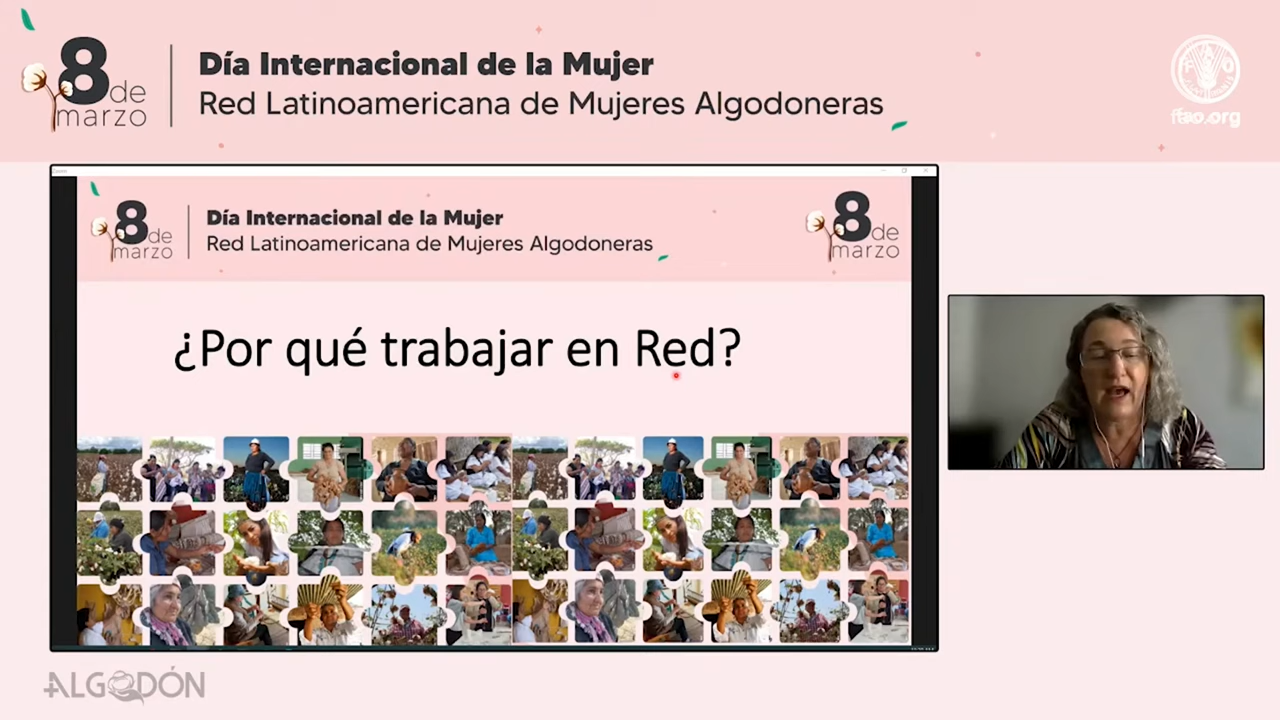 8 de
marzo
Día Internacional de la Mujer
Red Latinoamericana de Mujeres Algodoneras
FAO
fao.org
8 de
marzo
Día Internacional de la Mujer
Red Latinoamericana de Mujeres Algodoneras
8 de
marzo
¿Por qué trabajar en Red?
+ALGODÓN